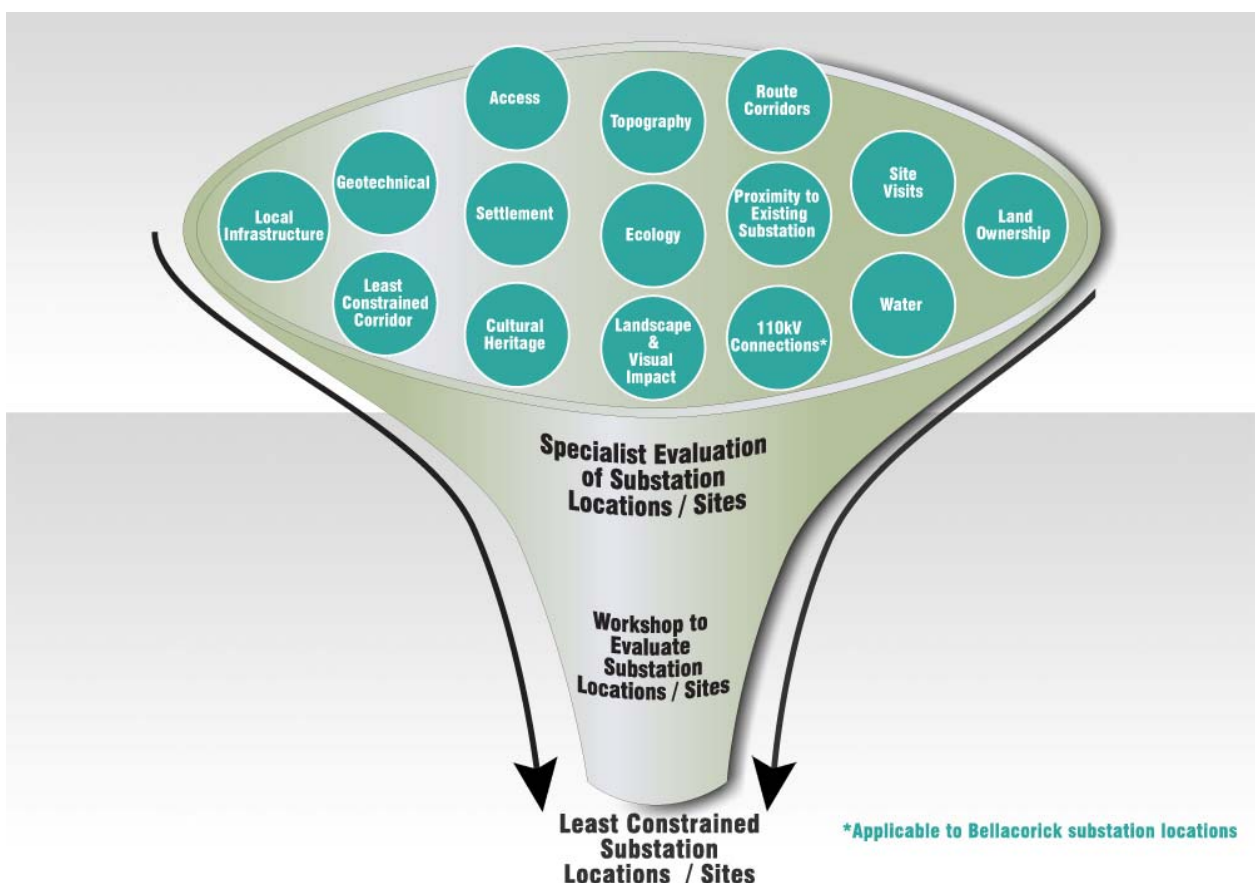 Access
Topography
Route
Corridors
Geotechnical
Site
Visits
Local
Infrastructure
Settlement
Ecology
Proximity to
Existing
Substation
Land
Ownership
Least
Constrained
Corridor
Cultural
Heritage
Landscape
&
Visual
Impact
110kV
Connections*
Water
Specialist Evaluation
of Substation
Locations / Sites
Workshop to
Evaluate
Substation
Locations / Sites
Least Constrained
Substation
Locations / Sites
*Applicable to Bellacorick substation locations